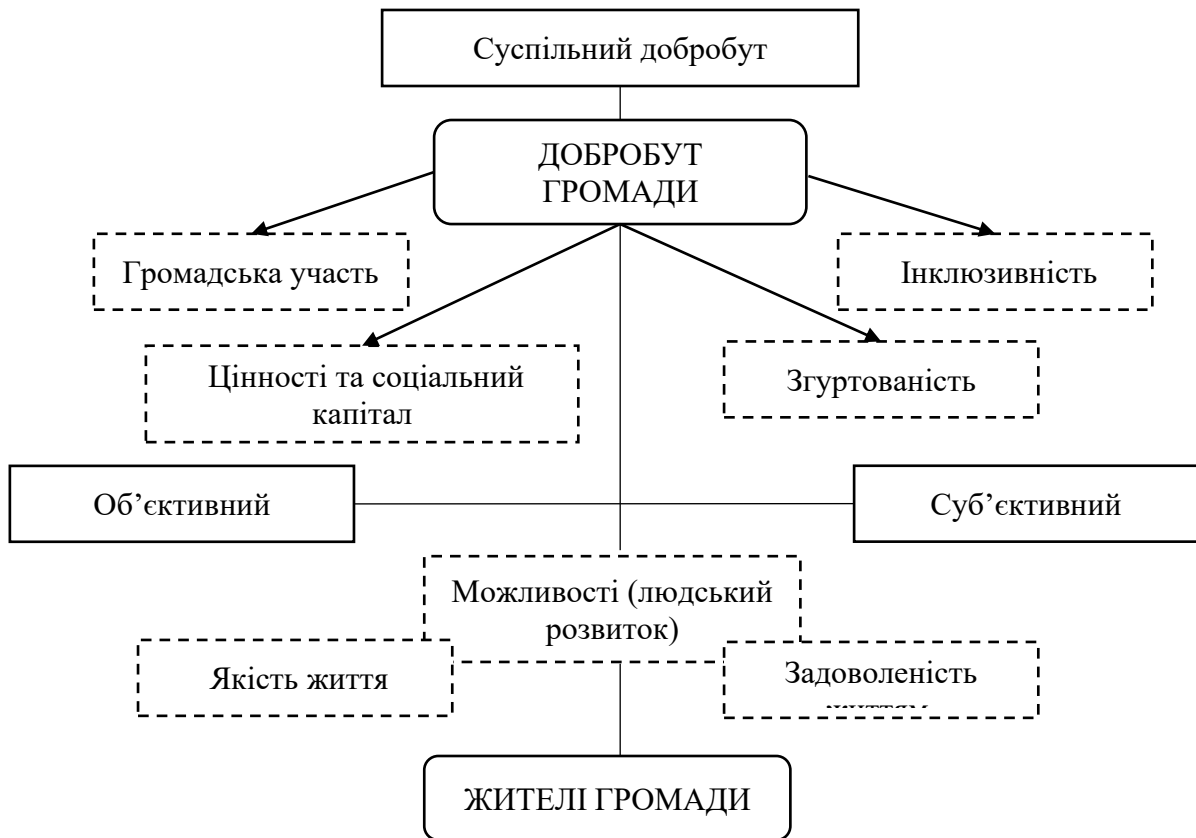 Суспільний добробут
ДОБРОБУТ
ГРОМАДИ
Громадська участь
Інклюзивність
Цінності та соціальний
капітал
Згуртованість
Об’єктивний
Суб’єктивний
Можливості (людський
розвиток)
Якість життя
Задоволеність
ЖИТЕЛІ ГРОМАДИ